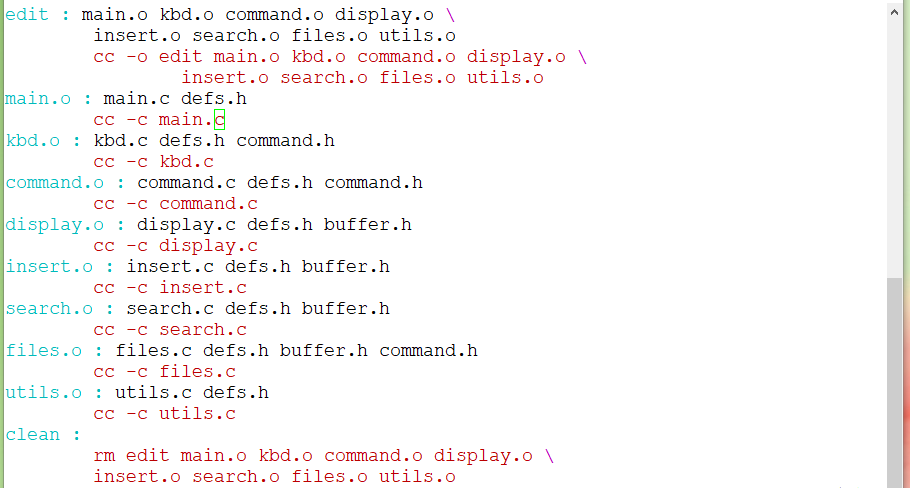 edit : main.o kbd.o command.o display.o \
insert.o search.o files.o utils.o
cc -o edit main.o kbd.o command.o display.o \
insert.o search.o files.o utils.o
main.o : main.c defs.h
cc -c main.c
kbd.o : kbd.c defs.h command.h
cc -c kbd.c
command.o : command.c defs.h command.h
cc -c command.c
display.o : display.c defs.h buffer.h
cc -c display.c
insert.o : insert.c defs.h buffer.h
cc -c insert.c
search.o : search.c defs.h buffer.h
cc -c search.c
files.o : files.c defs.h buffer.h command.h
cc -c files.c
utils.o : utils.c defs.h
cc -c utils.c
clean :
rm edit main.o kbd.o command.o display.o \
insert.o search.o files.o utils.o